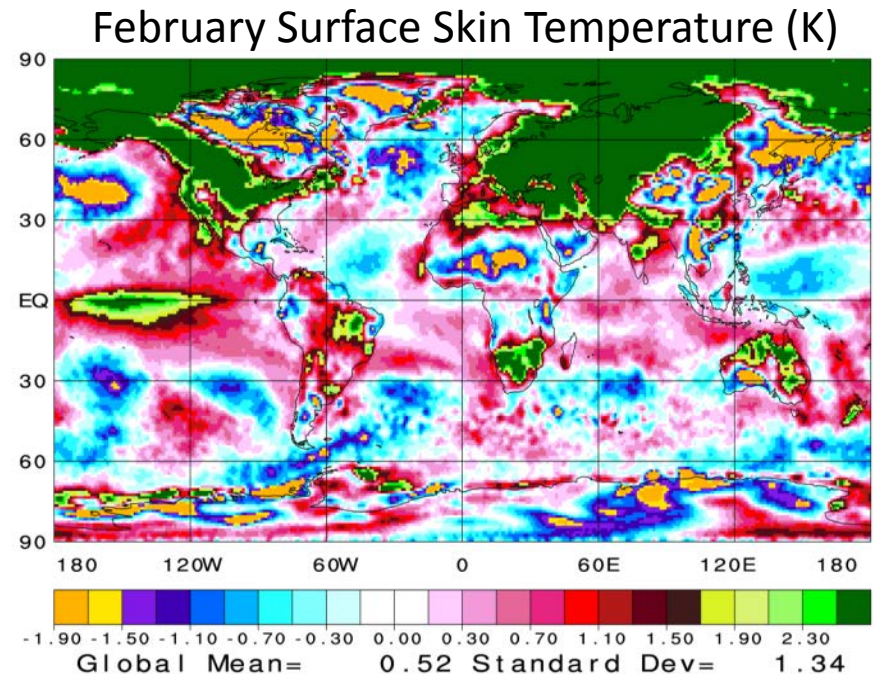 February Surface Skin Temperature (K)
90
60
30
EQ
30
60
90
180 120W 60W 0 60E 120E 180
-1.90 -1.50 -1.10 -0.70 -0.30 0.00 0.30 0.70 1.10 1.50 1.90 2.30
Global Mean= 0.52 Standard Dev= 1.34